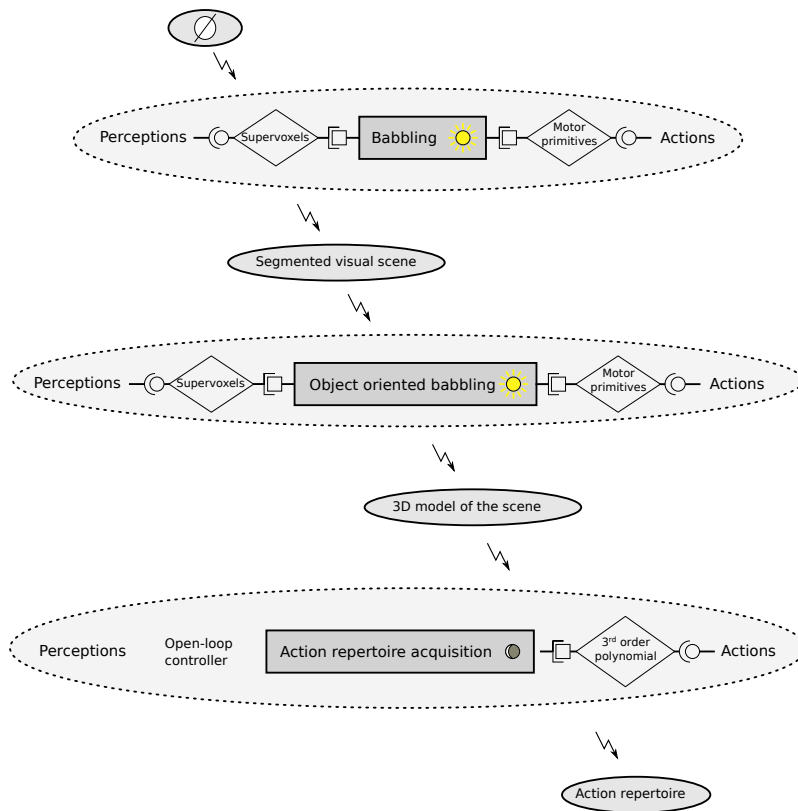 ∅
Perceptions
Supervoxels
Babbling
Motor
primitives
Actions
Segmented visual scene
Perceptions
Supervoxels
Object oriented babbling
Motor
primitives
Actions
3D model of the scene
Perceptions
Open-loop
controller
Action repertoire acquisition
3rd order
polynomial
Actions
Action repertoire